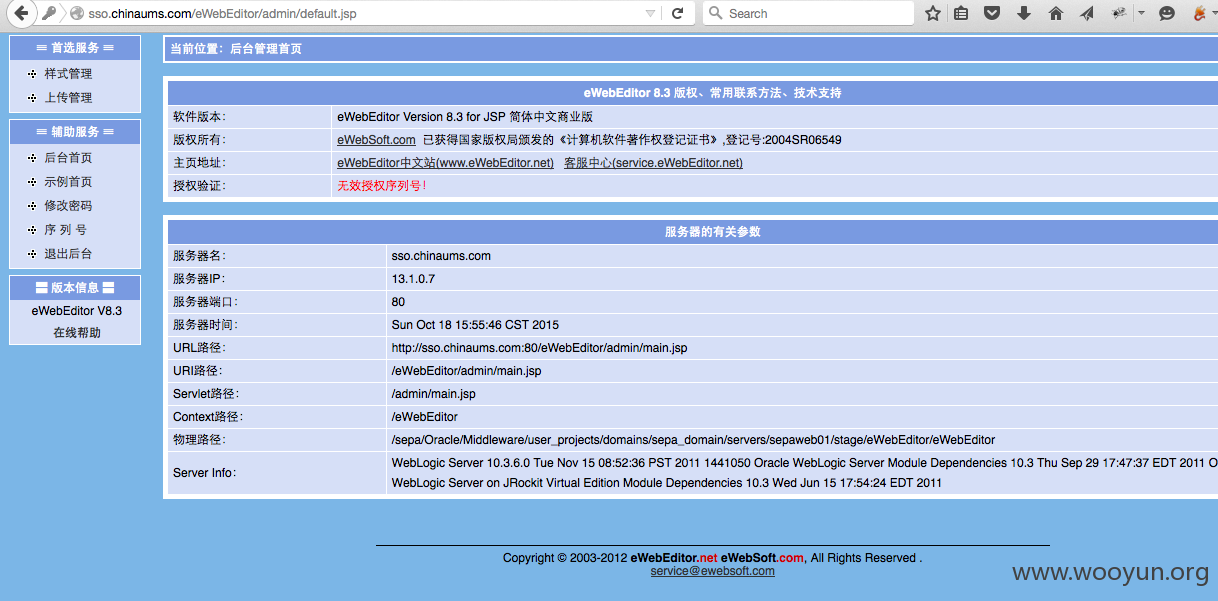 sso.chinaums.com/eWebEditor/admin/default.jsp
Search
首选服务
样式管理
上传管理
辅助服务
后台首页
示例首页
修改密码
序 列 号
退出后台
版本信息
eWebEditor V8.3
在线帮助
当前位置：后台管理首页
eWebEditor 8.3 版权、常用联系方法、技术支持
软件版本： eWebEditor Version 8.3 for JSP 简体中文商业版
版权所有： eWebSoft.com 已获得国家版权局颁发的《计算机软件著作权登记证书》,登记号:2004SR06549
主页地址： eWebEditor中文站(www.eWebEditor.net) 客服中心(service.eWebEditor.net)
授权验证： 无效授权序列号！
服务器的有关参数
服务器名： sso.chinaums.com
服务器IP： 13.1.0.7
服务器端口： 80
服务器时间： Sun Oct 18 15:55:46 CST 2015
URL路径： http://sso.chinaums.com:80/eWebEditor/admin/main.jsp
URI路径： /eWebEditor/admin/main.jsp
Servlet路径： /admin/main.jsp
Context路径： /eWebEditor
物理路径： /sepa/Oracle/Middleware/user_projects/domains/sepa_domain/servers/sepaweb01/stage/eWebEditor/eWebEditor
Server Info： WebLogic Server 10.3.6.0 Tue Nov 15 08:52:36 PST 2011 1441050 Oracle WebLogic Server Module Dependencies 10.3 Thu Sep 29 17:47:37 EDT 2011 O
WebLogic Server on JRockit Virtual Edition Module Dependencies 10.3 Wed Jun 15 17:54:24 EDT 2011
Copyright © 2003-2012 eWebEditor.net eWebSoft.com, All Rights Reserved .
service@ewebsoft.com
www.wooyun.org